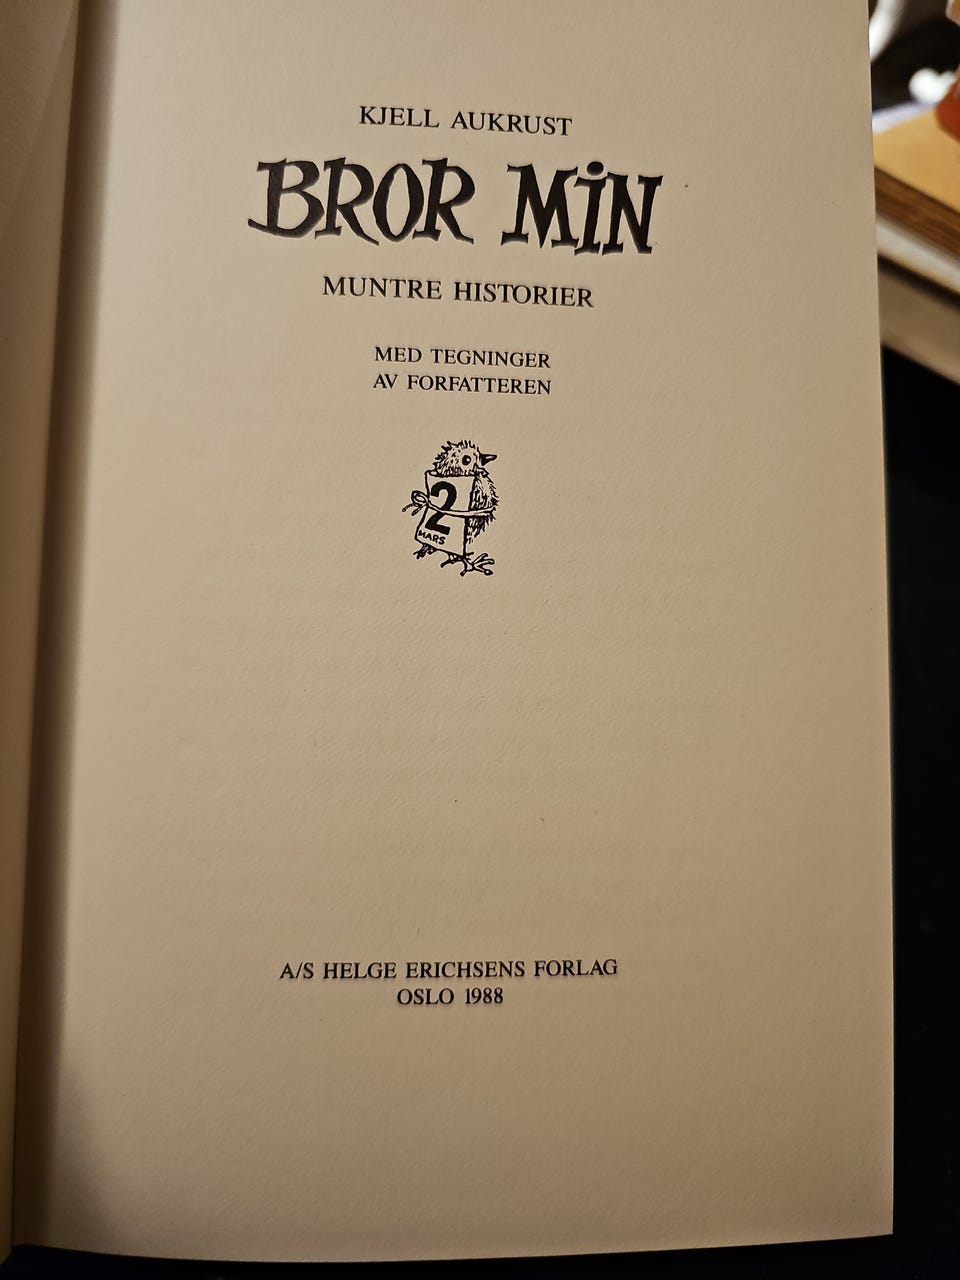 KJELL AUKRUST
BROR MiN
MUNTRE HISTORIER
MED TEGNINGER
AV FORFATTEREN
2
MARS
A/S HELGE ERICHSENS FORLAG
OSLO 1988